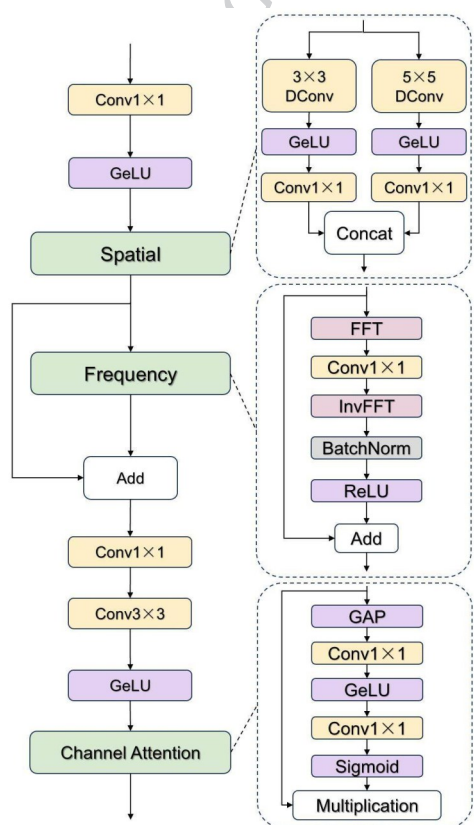 Conv1×1
GeLU
Spatial
Frequency
Add
Conv1×1
Conv3×3
GeLU
Channel Attention
3×3
DConv
GeLU
Conv1×1
5×5
DConv
GeLU
Conv1×1
Concat
FFT
Conv1×1
InvFFT
BatchNorm
ReLU
Add
GAP
Conv1×1
GeLU
Conv1×1
Sigmoid
Multiplication